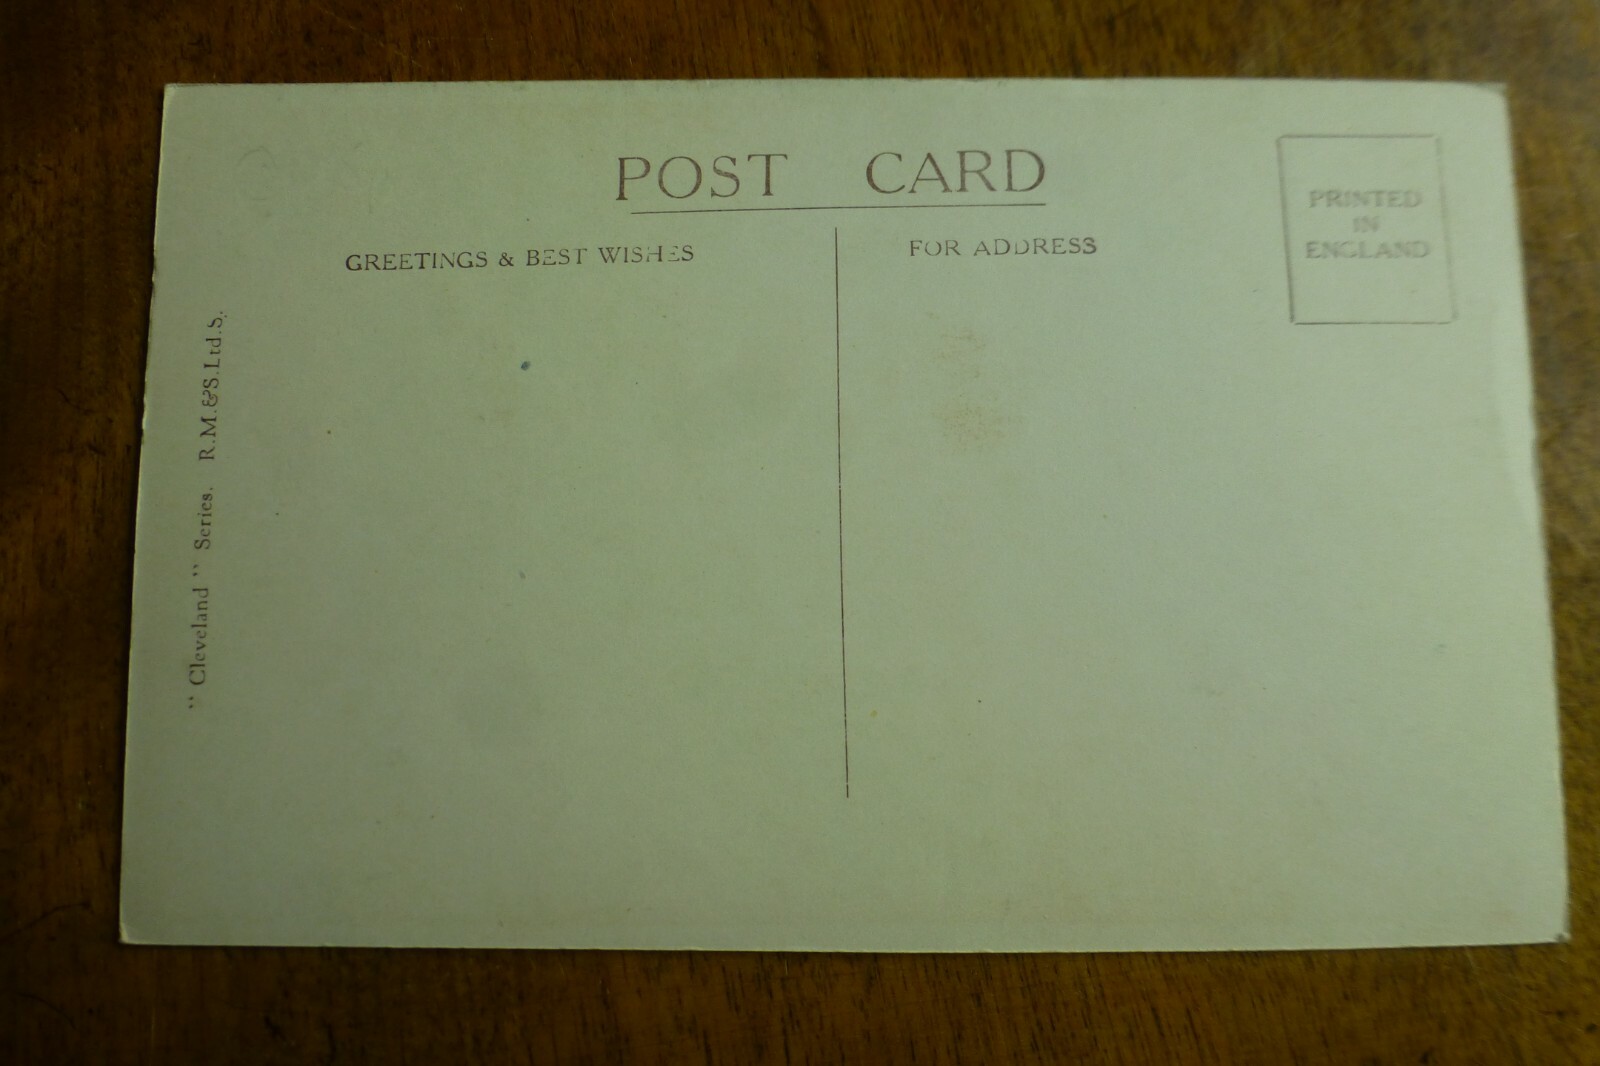 POST CARD
GREETINGS & BEST WISHES
FOR ADDRESS
PRINTED
IN
ENGLAND
"Cleveland" Series. R.M.&S.Ltd.S.